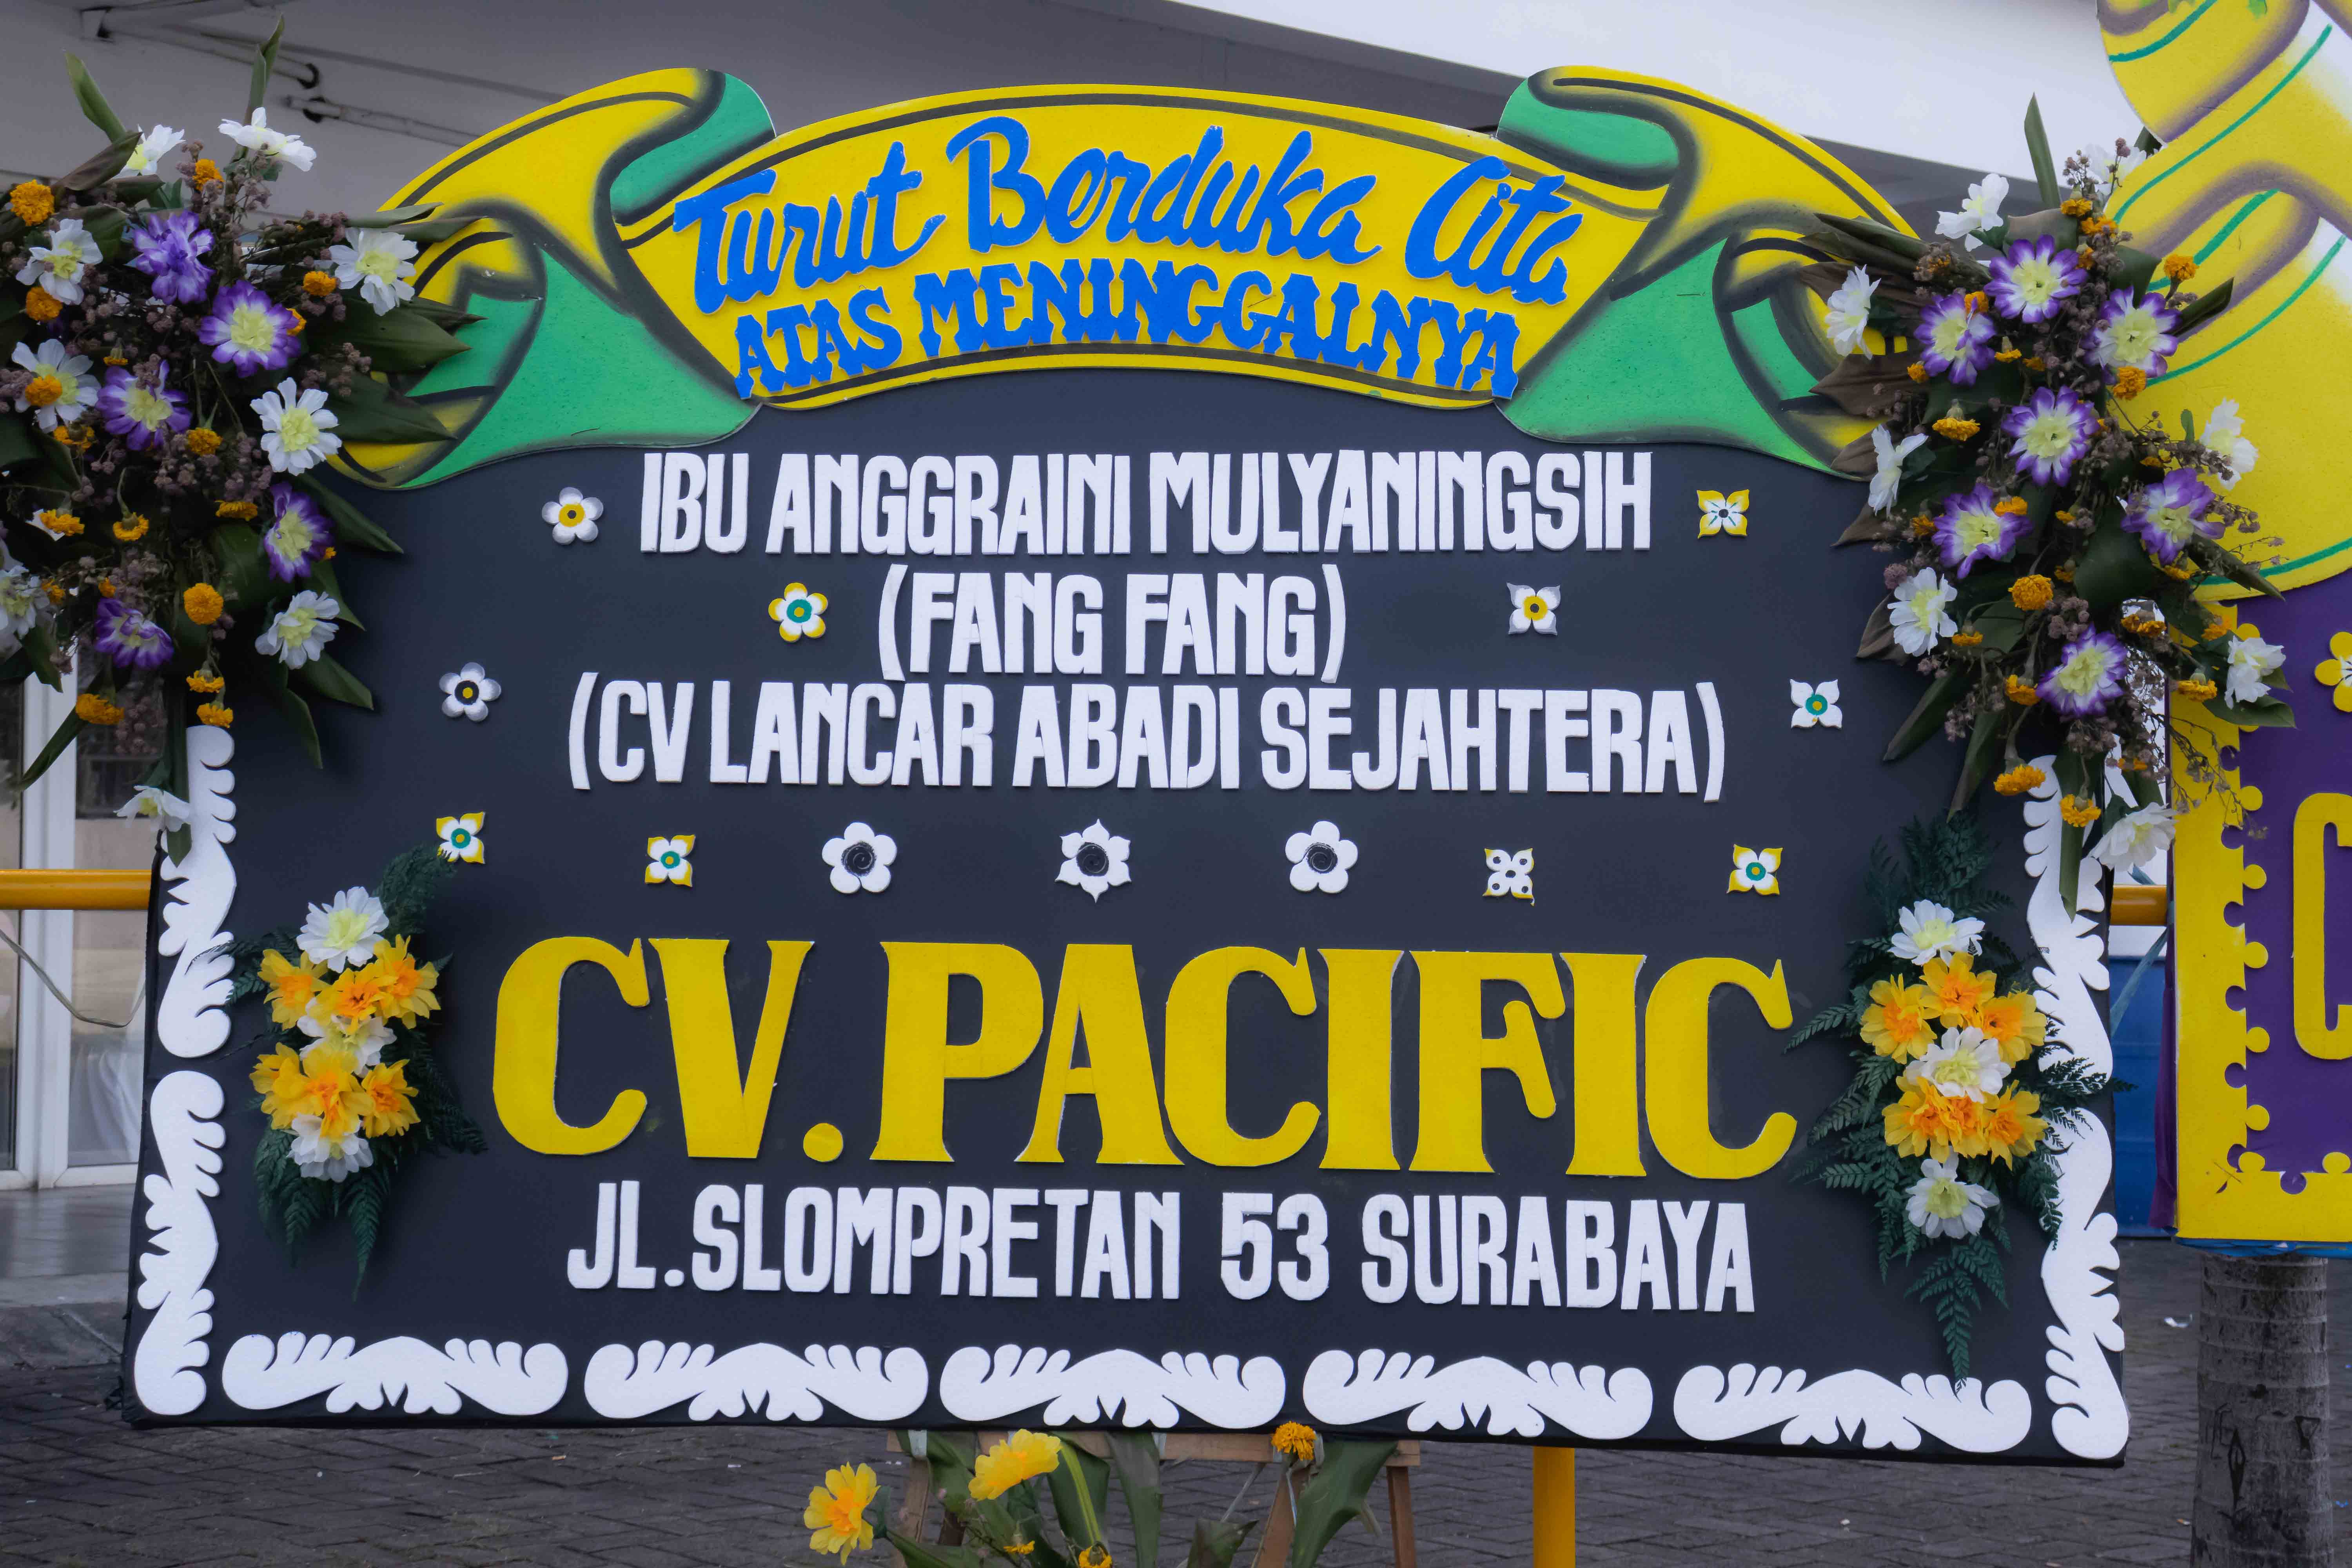 Turut Berduka Cita
ATAS MENINGGALNYA
IBU ANGGRAINI MULYANINGSIH
(FANG FANG)
(CV LANCAR ABADI SEJAHTERA)
CV. PACIFIC
JL. SLOMPRETAN 53 SURABAYA